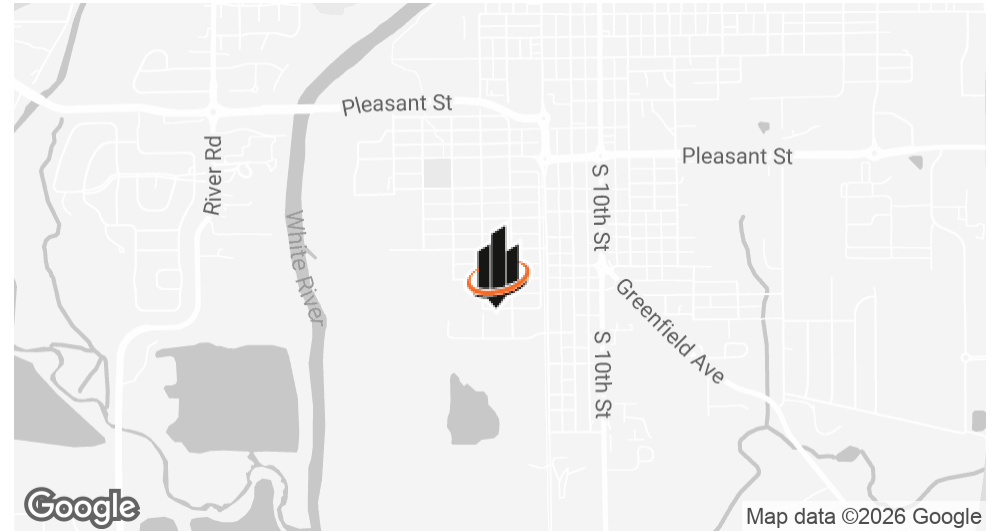 Pleasant St
Pleasant St
River Rd
S 10th St
White River
Greenfield Ave
S 10th St
Google
Map data ©2026 Google